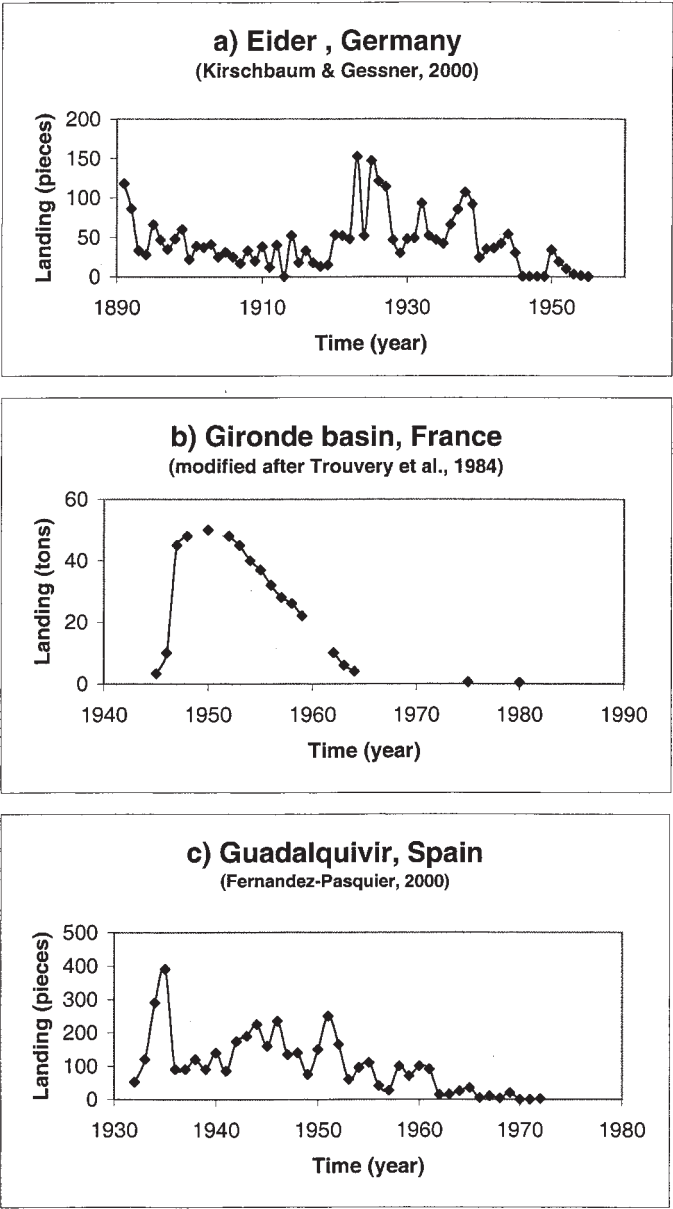 a) Eider , Germany
(Kirschbaum & Gessner, 2000)
Landing (pieces)
200
150
100
50
0
1890 1910 1930 1950
Time (year)
b) Gironde basin, France
(modified after Trouvery et al., 1984)
Landing (tons)
60
40
20
0
1940 1950 1960 1970 1980 1990
Time (year)
c) Guadalquivir, Spain
(Fernandez-Pasquier, 2000)
Landing (pieces)
500
400
300
200
100
0
1930 1940 1950 1960 1970 1980
Time (year)